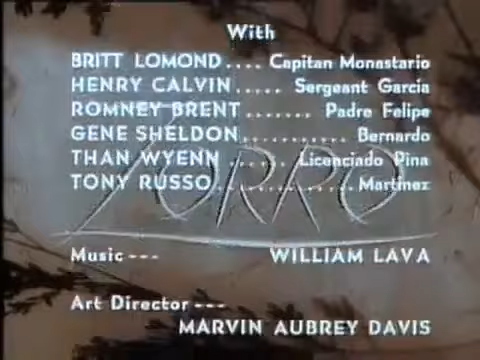 With
BRITT LOMOND.... Capitan Monastario
HENRY CALVIN..... Sergeant Garcia
ROMNEY BRENT....... Padre Felipe
GENE SHELDON........... Bernardo
THAN WYENN ...... Licenciado Pina
TONY RUSSO............. Martinez
ZORRO
Music--- WILLIAM LAVA
Art Director---
MARVIN AUBREY DAVIS